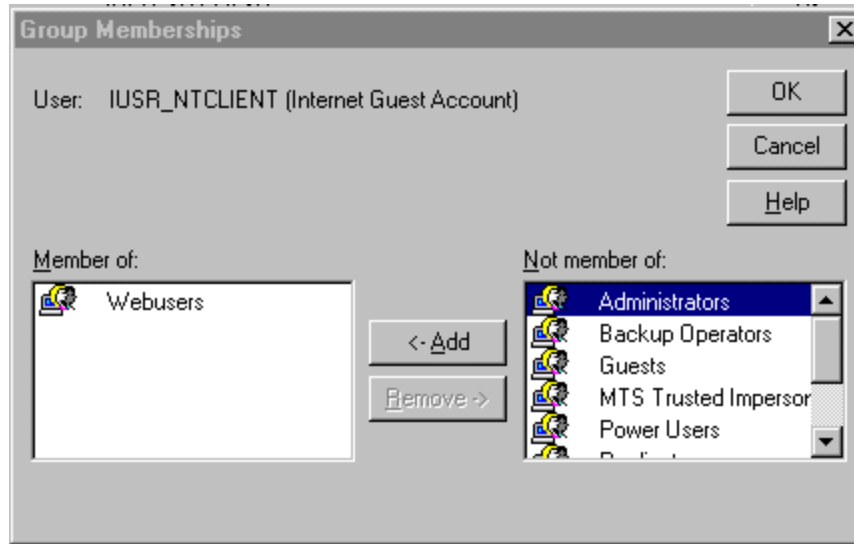 Group Memberships
User: IUSR_NTCLIENT (Internet Guest Account)
OK
Cancel
Help
Member of:
Webusers
<- Add
Remove ->
Not member of:
Administrators
Backup Operators
Guests
MTS Trusted Imperson
Power Users